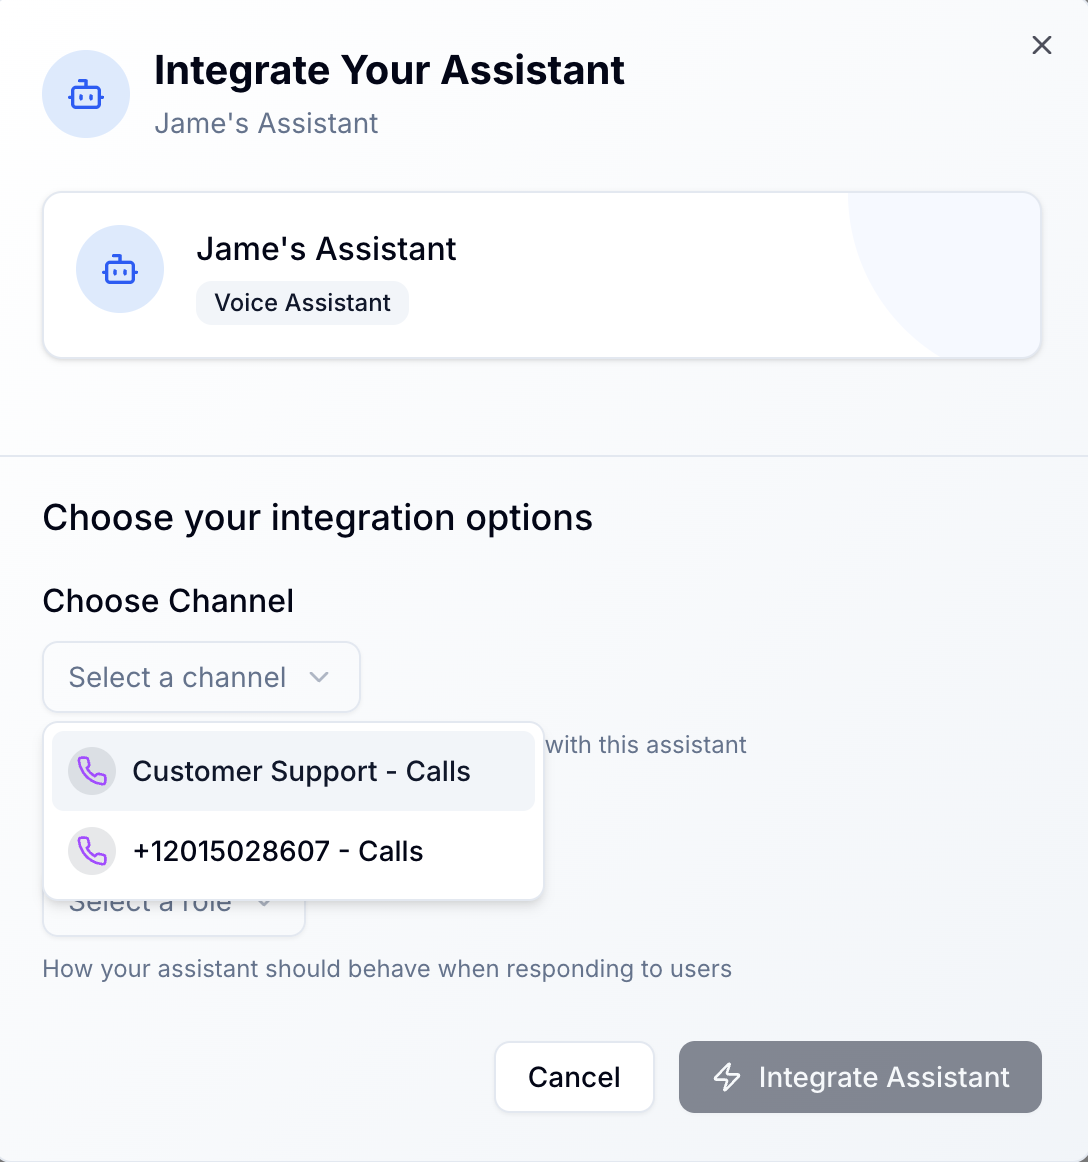 Integrate Your Assistant
Jame's Assistant
Jame's Assistant
Voice Assistant
Choose your integration options
Choose Channel
Select a channel
with this assistant
Customer Support - Calls
+12015028607 - Calls
Select a role
How your assistant should behave when responding to users
Cancel
Integrate Assistant